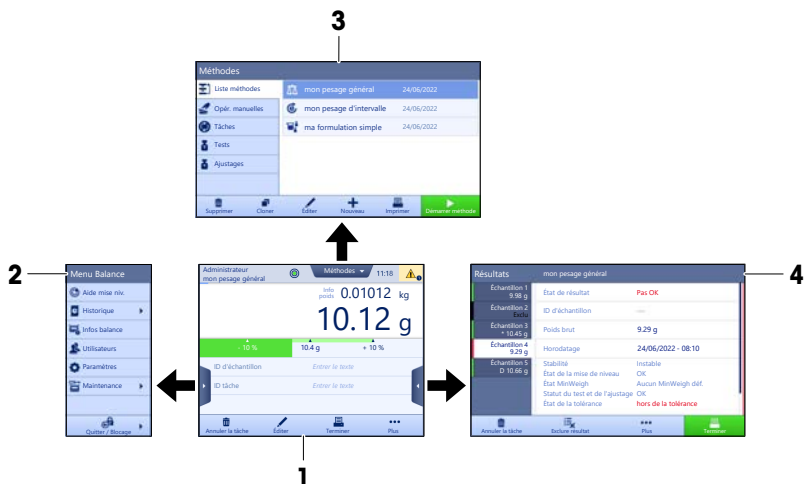 3
Méthodes
Liste méthodes
mon pesage général 24/06/2022
Opér. manuelles
mon pesage d'intervalle 24/06/2022
Tâches
ma formulation simple 24/06/2022
Tests
Ajustages
Supprimer Cloner Éditer Nouveau Imprimer Démarrer méthode
2
Menu Balance
Aide mise niv.
Historique
Infos balance
Utilisateurs
Paramètres
Maintenance
Quitter / Blocage
Administrateur
mon pesage général
Méthodes 11:18
Info poids 0.01012 kg
10.12 g
- 10 % 10.4 g + 10 %
ID d'échantillon Entrer le texte
ID tâche Entrer le texte
Annuler la tâche Éditer Terminer Plus
1
4
Résultats mon pesage général
Échantillon 1
9.98 g
Échantillon 2
Exclu
Échantillon 3
* 10.45 g
Échantillon 4
9.29 g
Échantillon 5
D 10.66 g
État de résultat Pas OK
ID d'échantillon ---
Poids brut 9.29 g
Horodatage 24/06/2022 - 08:10
Stabilité Instable
État de la mise de niveau OK
État MinWeigh Aucun MinWeigh déf.
Statut du test et de l'ajustage OK
État de la tolérance hors de la tolérance
Annuler la tâche Exclure résultat Plus Terminer